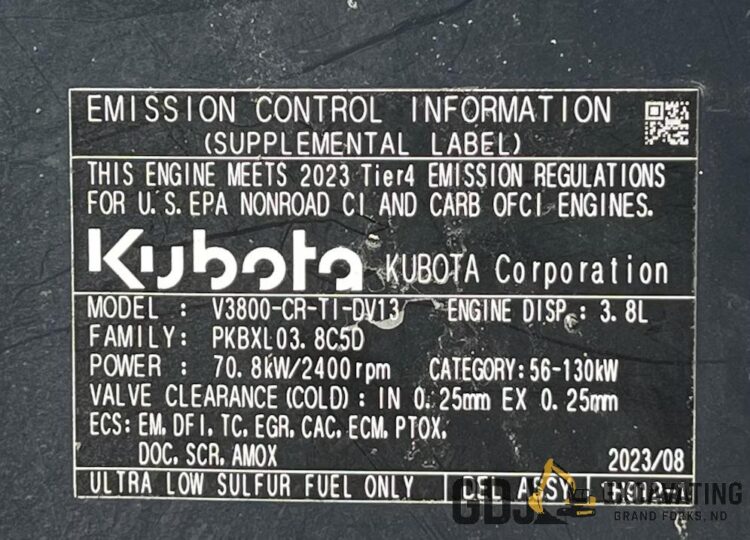 EMISSION CONTROL INFORMATION
(SUPPLEMENTAL LABEL)
THIS ENGINE MEETS 2023 Tier4 EMISSION REGULATIONS
FOR U.S. EPA NONROAD CI AND CARB OFCI ENGINES.
Kubota KUBOTA Corporation
MODEL : V3800-CR-TI-DV13 ENGINE DISP.: 3.8L
FAMILY: PKBXL03.8C5D
POWER : 70.8kW/2400rpm CATEGORY:56-130kW
VALVE CLEARANCE(COLD): IN 0.25mm EX 0.25mm
ECS: EM, DFI, TC, EGR, CAC, ECM, PTOX,
DOC, SCR, AMOX 2023/08
ULTRA LOW SULFUR FUEL ONLY DEL ASSY
GDJ EXCAVATING
GRAND FORKS, ND